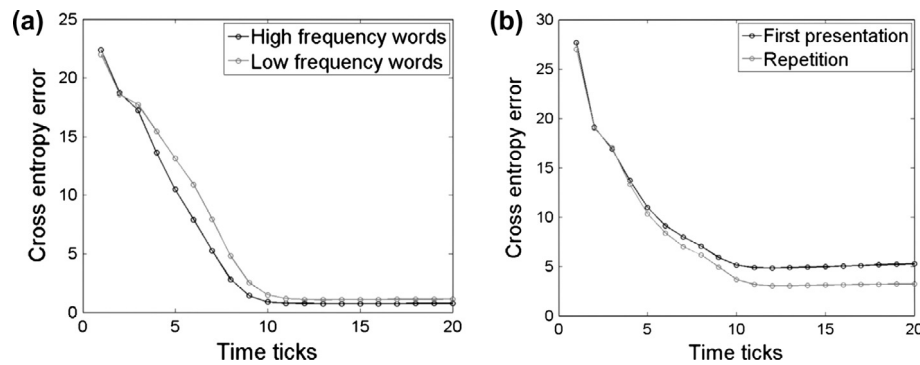 (a)
High frequency words
Low frequency words
Cross entropy error
25
20
15
10
5
0
0 5 10 15 20
Time ticks
(b)
First presentation
Repetition
Cross entropy error
30
25
20
15
10
5
0
0 5 10 15 20
Time ticks